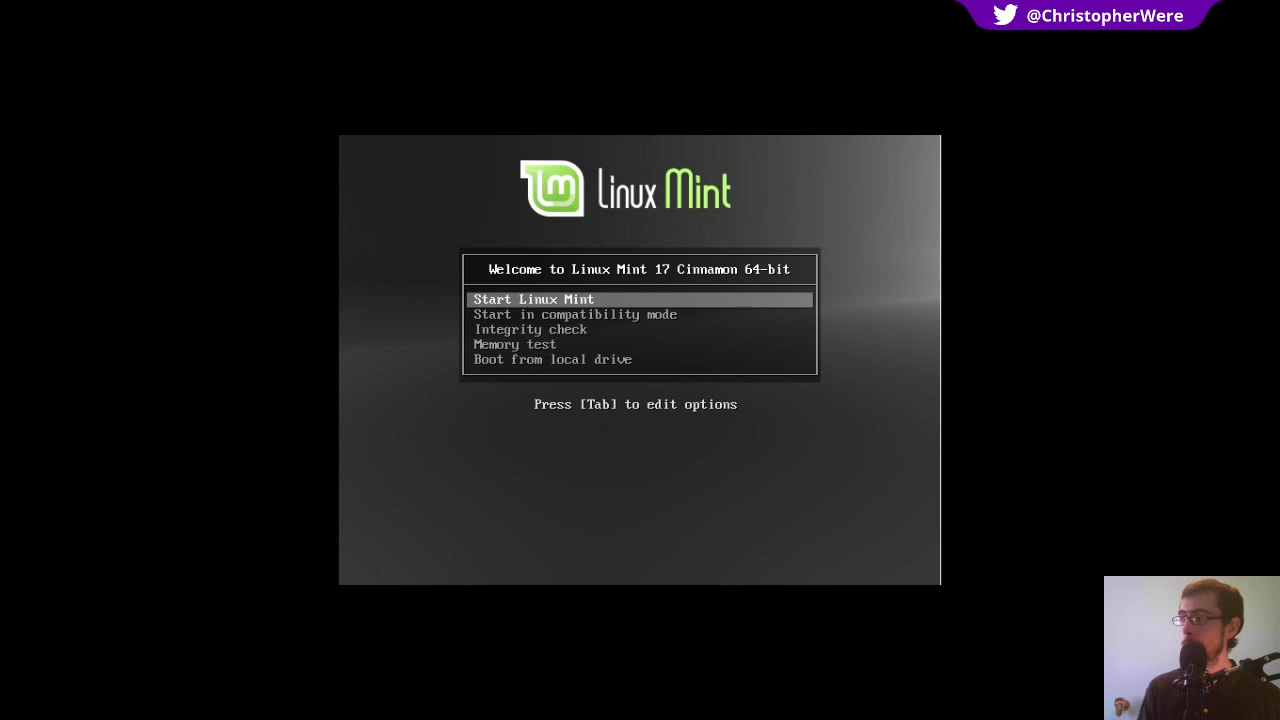 @ChristopherWere
Linux Mint
Welcome to Linux Mint 17 Cinnamon 64-bit
Start Linux Mint
Start in compatibility mode
Integrity check
Memory test
Boot from local drive
Press [Tab] to edit options